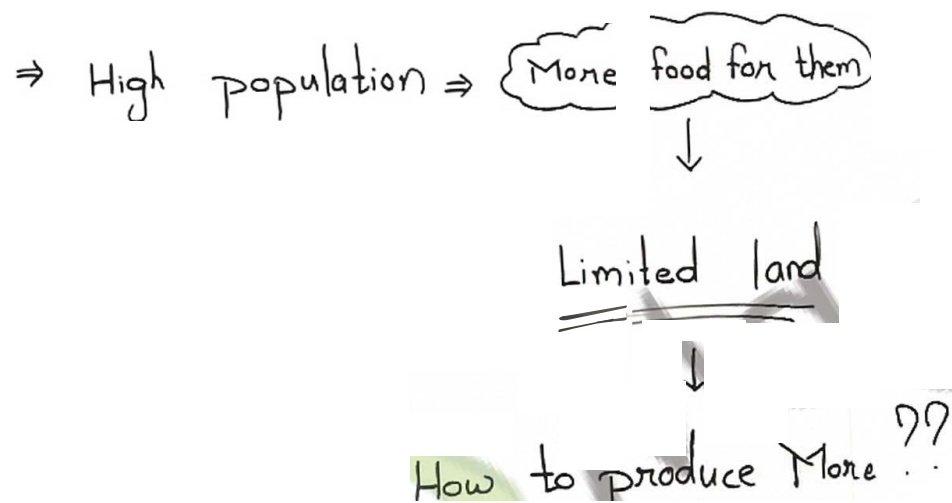 ⇒ High population ⇒ More food for them
↓
Limited land
↓
How to produce More ??